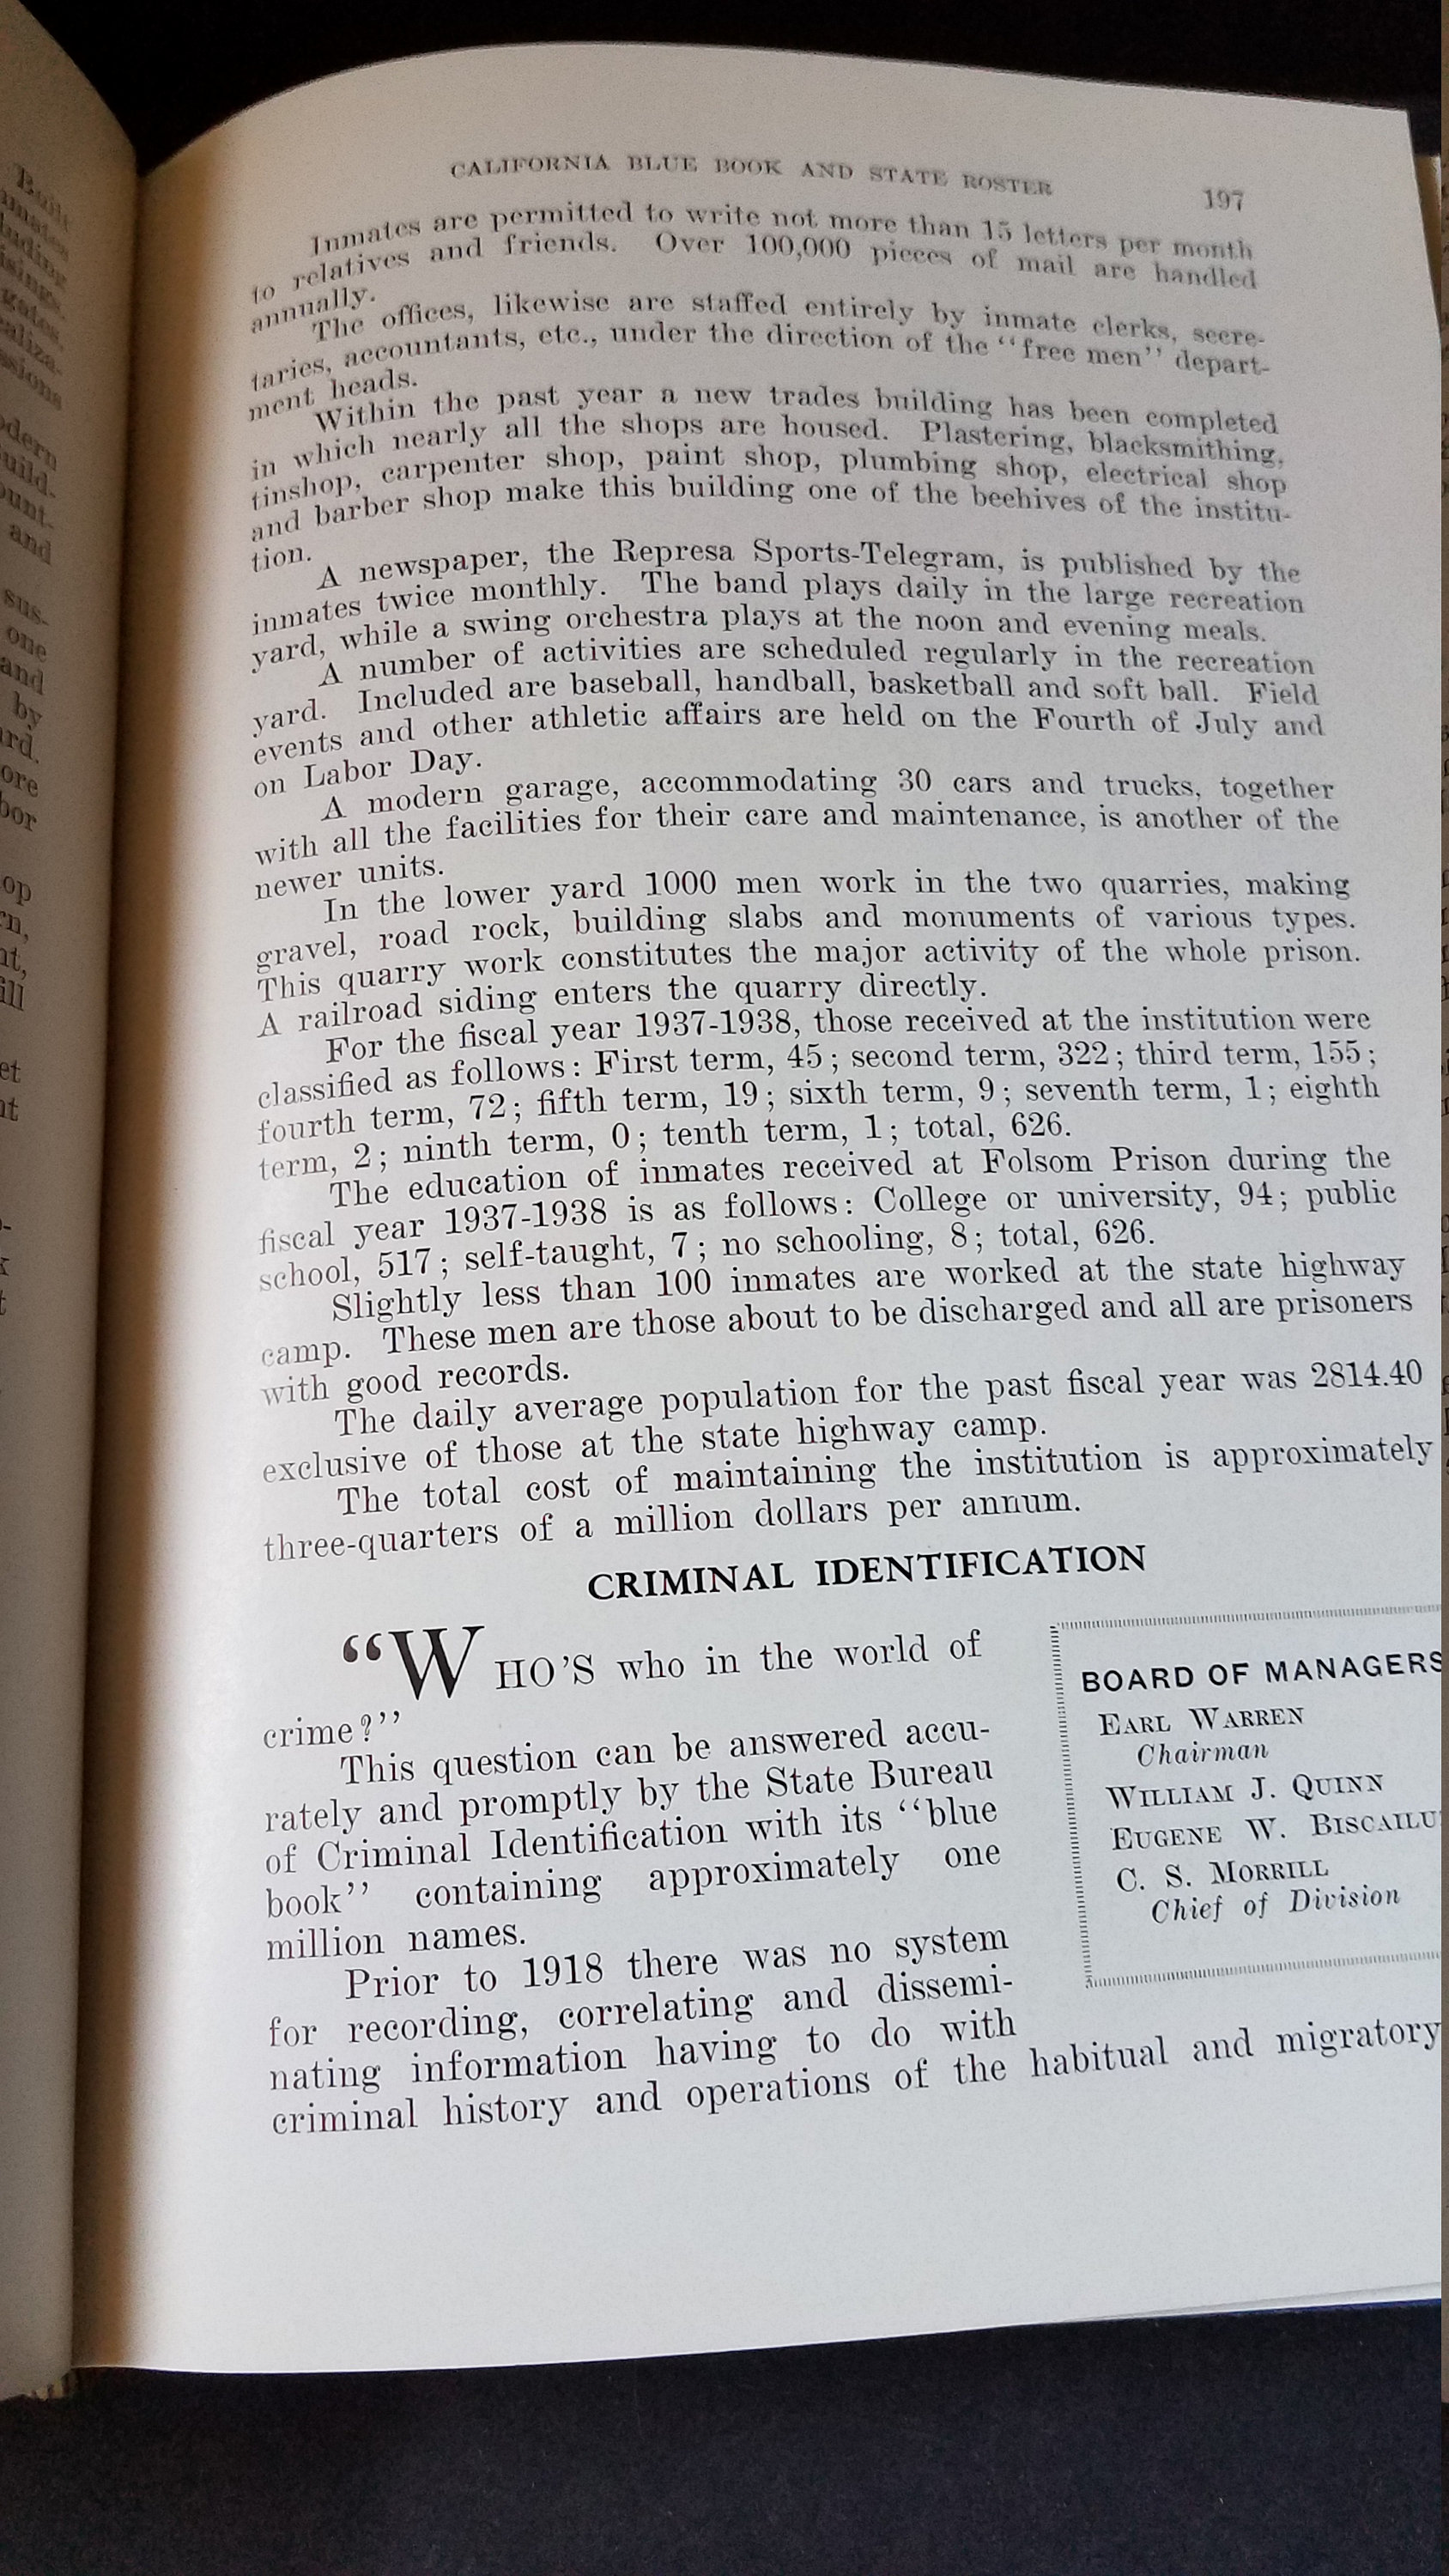 CALIFORNIA BLUE BOOK AND STATE ROSTER 197
Inmates are permitted to write not more than 15 letters per month
to relatives and friends. Over 100,000 pieces of mail are handled
annually.
The offices, likewise are staffed entirely by inmate clerks, secre-
taries, accountants, etc., under the direction of the "free men" depart-
ment heads.
Within the past year a new trades building has been completed
in which nearly all the shops are housed. Plastering, blacksmithing,
tinshop, carpenter shop, paint shop, plumbing shop, electrical shop
and barber shop make this building one of the beehives of the institu-
tion.
A newspaper, the Represa Sports-Telegram, is published by the
inmates twice monthly. The band plays daily in the large recreation
yard, while a swing orchestra plays at the noon and evening meals.
A number of activities are scheduled regularly in the recreation
yard. Included are baseball, handball, basketball and soft ball. Field
events and other athletic affairs are held on the Fourth of July and
on Labor Day.
A modern garage, accommodating 30 cars and trucks, together
with all the facilities for their care and maintenance, is another of the
newer units.
In the lower yard 1000 men work in the two quarries, making
gravel, road rock, building slabs and monuments of various types.
This quarry work constitutes the major activity of the whole prison.
A railroad siding enters the quarry directly.
For the fiscal year 1937-1938, those received at the institution were
classified as follows: First term, 45; second term, 322; third term, 155;
fourth term, 72; fifth term, 19; sixth term, 9; seventh term, 1; eighth
term, 2; ninth term, 0; tenth term, 1; total, 626.
The education of inmates received at Folsom Prison during the
fiscal year 1937-1938 is as follows: College or university, 94; public
school, 517; self-taught, 7; no schooling, 8; total, 626.
Slightly less than 100 inmates are worked at the state highway
camp. These men are those about to be discharged and all are prisoners
with good records.
The daily average population for the past fiscal year was 2814.40
exclusive of those at the state highway camp.
The total cost of maintaining the institution is approximately
three-quarters of a million dollars per annum.
CRIMINAL IDENTIFICATION
"WHO'S who in the world of
crime?"
This question can be answered accu-
rately and promptly by the State Bureau
of Criminal Identification with its "blue
book" containing approximately one
million names.
Prior to 1918 there was no system
for recording, correlating and dissemi-
nating information having to do with
criminal history and operations of the habitual and migratory
BOARD OF MANAGERS
EARL WARREN
Chairman
WILLIAM J. QUINN
EUGENE W. BISCAILU
C. S. MORRILL
Chief of Division